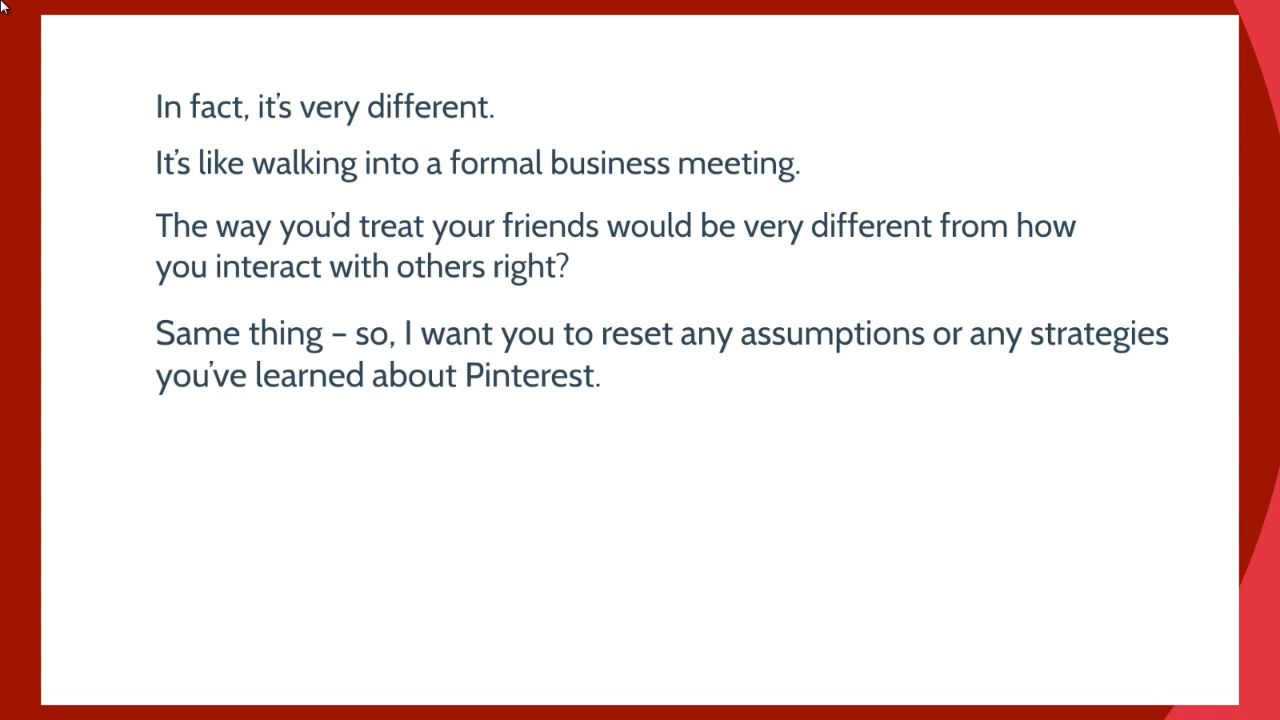 In fact, it's very different.
It's like walking into a formal business meeting.
The way you'd treat your friends would be very different from how
you interact with others right?
Same thing – so, I want you to reset any assumptions or any strategies
you've learned about Pinterest.